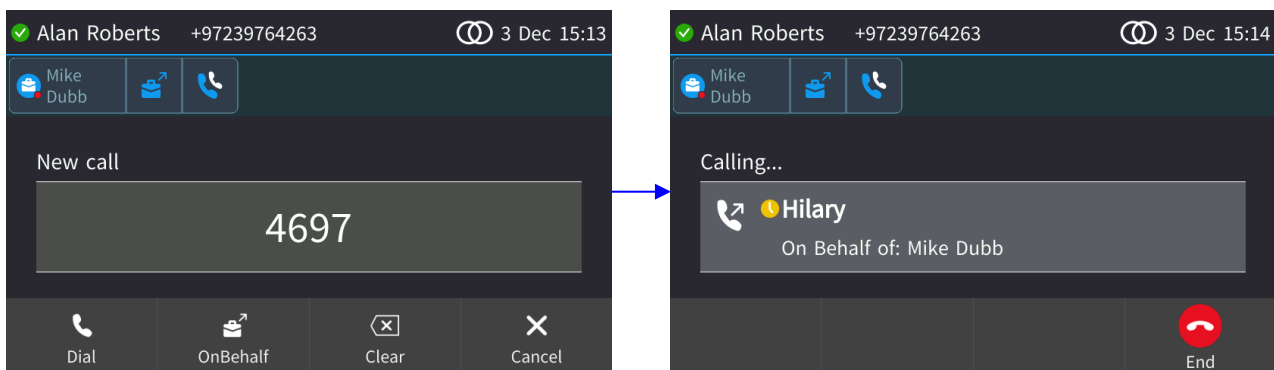 Alan Roberts +97239764263 3 Dec 15:13
Mike
Dubb
New call
4697
Dial OnBehalf Clear Cancel
Alan Roberts +97239764263 3 Dec 15:14
Mike
Dubb
Calling...
Hilary
On Behalf of: Mike Dubb
End